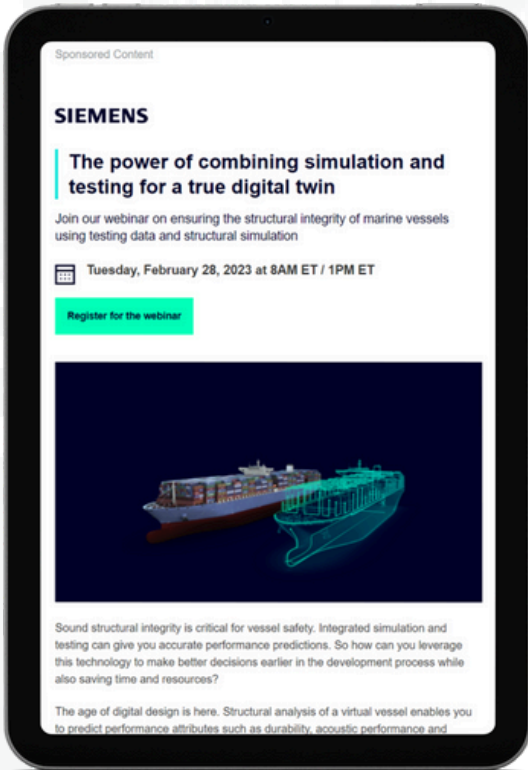 Sponsored Content
SIEMENS
The power of combining simulation and
testing for a true digital twin
Join our webinar on ensuring the structural integrity of marine vessels
using testing data and structural simulation
Tuesday, February 28, 2023 at 8AM ET / 1PM ET
Register for the webinar
Sound structural integrity is critical for vessel safety. Integrated simulation and
testing can give you accurate performance predictions. So how can you leverage
this technology to make better decisions earlier in the development process while
also saving time and resources?
The age of digital design is here. Structural analysis of a virtual vessel enables you
to predict performance attributes such as durability, acoustic performance and